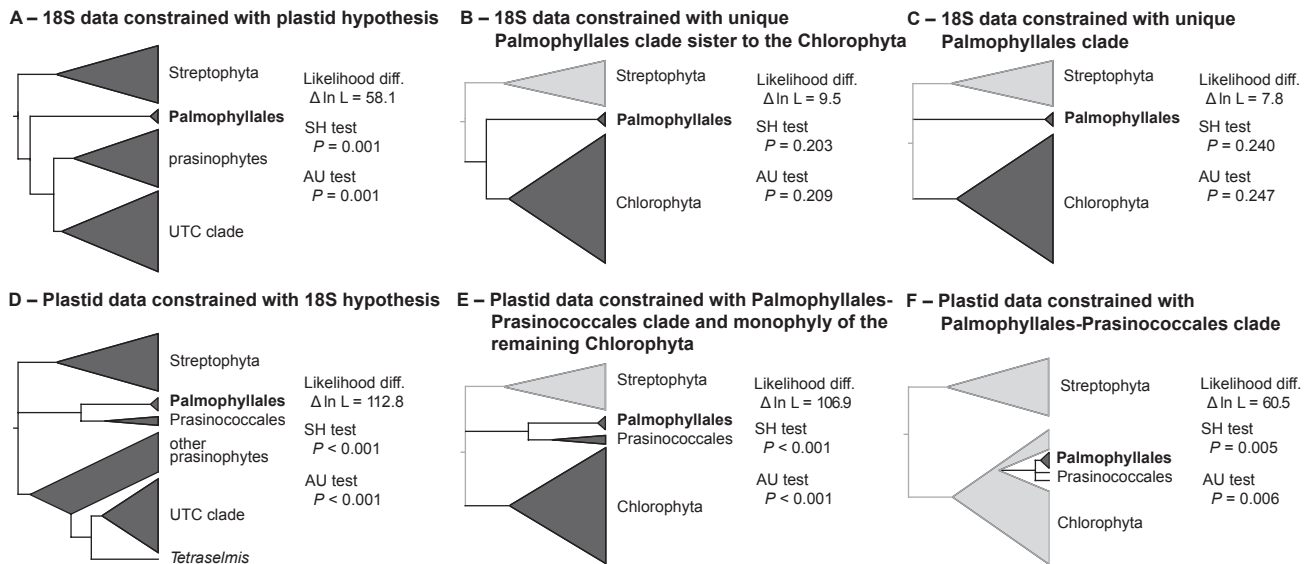 A – 18S data constrained with plastid hypothesis
Streptophyta
Palmophyllales
prasinophytes
UTC clade
Likelihood diff.
Δ ln L = 58.1
SH test
P = 0.001
AU test
P = 0.001
B – 18S data constrained with unique
Palmophyllales clade sister to the Chlorophyta
Streptophyta
Palmophyllales
Chlorophyta
Likelihood diff.
Δ ln L = 9.5
SH test
P = 0.203
AU test
P = 0.209
C – 18S data constrained with unique
Palmophyllales clade
Streptophyta
Palmophyllales
Chlorophyta
Likelihood diff.
Δ ln L = 7.8
SH test
P = 0.240
AU test
P = 0.247
D – Plastid data constrained with 18S hypothesis
Streptophyta
Palmophyllales
Prasinococcales
other
prasinophytes
UTC clade
Tetraselmis
Likelihood diff.
Δ ln L = 112.8
SH test
P < 0.001
AU test
P < 0.001
E – Plastid data constrained with Palmophyllales-
Prasinococcales clade and monophyly of the
remaining Chlorophyta
Streptophyta
Palmophyllales
Prasinococcales
Chlorophyta
Likelihood diff.
Δ ln L = 106.9
SH test
P < 0.001
AU test
P < 0.001
F – Plastid data constrained with
Palmophyllales-Prasinococcales clade
Streptophyta
Palmophyllales
Prasinococcales
Chlorophyta
Likelihood diff.
Δ ln L = 60.5
SH test
P = 0.005
AU test
P = 0.006